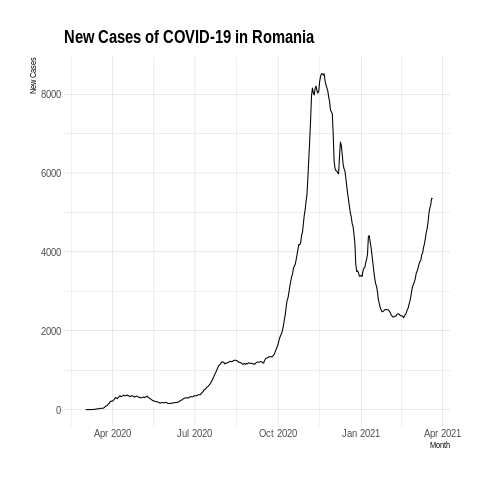 New Cases of COVID-19 in Romania
New Cases
8000
6000
4000
2000
0
Apr 2020 Jul 2020 Oct 2020 Jan 2021 Apr 2021
Month